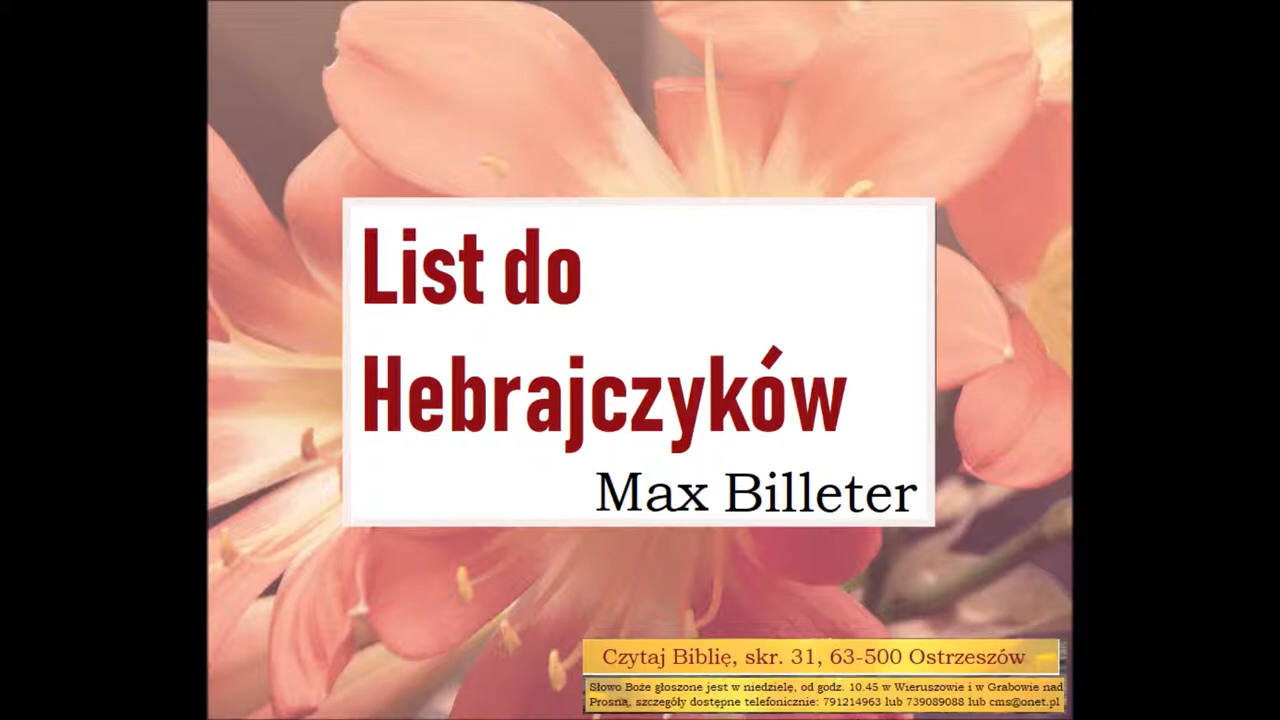 List do
Hebrajczyków
Max Billeter
Czytaj Biblię, skr. 31, 63-500 Ostrzeszów
Słowo Boże głoszone jest w niedzielę, od godz. 10.45 w Wieruszowie i w Grabowie nad
Prosną, szczegóły dostępne telefonicznie: 791214963 lub 739089088 lub cms@onet.pl